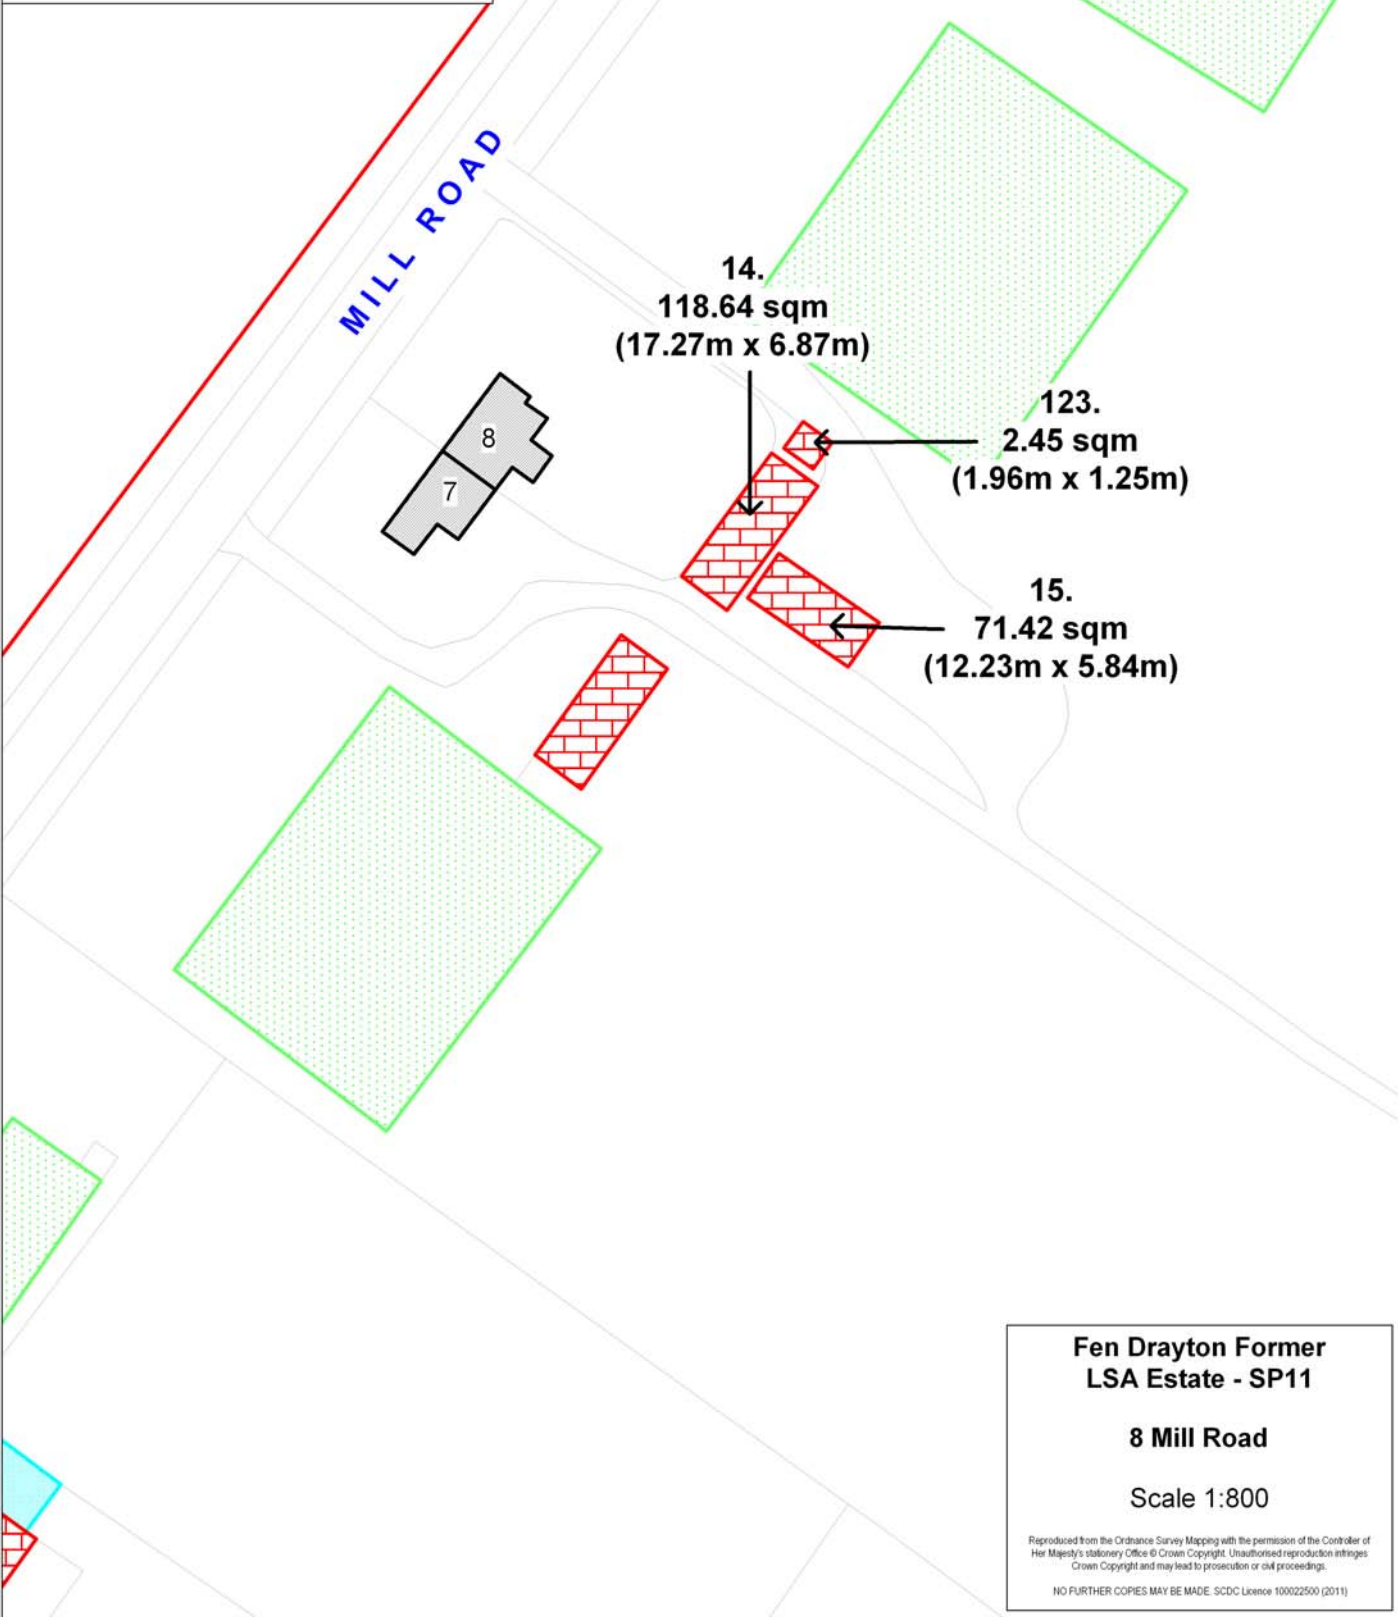 MILL ROAD
14.
118.64 sqm
(17.27m x 6.87m)
123.
2.45 sqm
(1.96m x 1.25m)
8
7
15.
71.42 sqm
(12.23m x 5.84m)
Fen Drayton Former
LSA Estate - SP11
8 Mill Road
Scale 1:800
Reproduced from the Ordnance Survey Mapping with the permission of the Controller of
Her Majesty's stationery Office © Crown Copyright. Unauthorised reproduction infringes
Crown Copyright and may lead to prosecution or civil proceedings.
NO FURTHER COPIES MAY BE MADE. SCDC Licence 100022500 (2011)